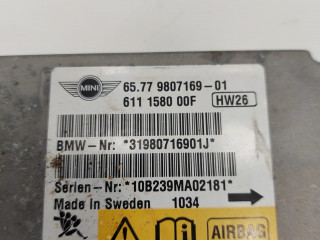 MINI
65.77 9807169-01
611 1580 00F HW26
BMW-Nr: *31980716901J*
Serien-Nr: *10B239MA02181*
Made in Sweden 1034
AIRBAG